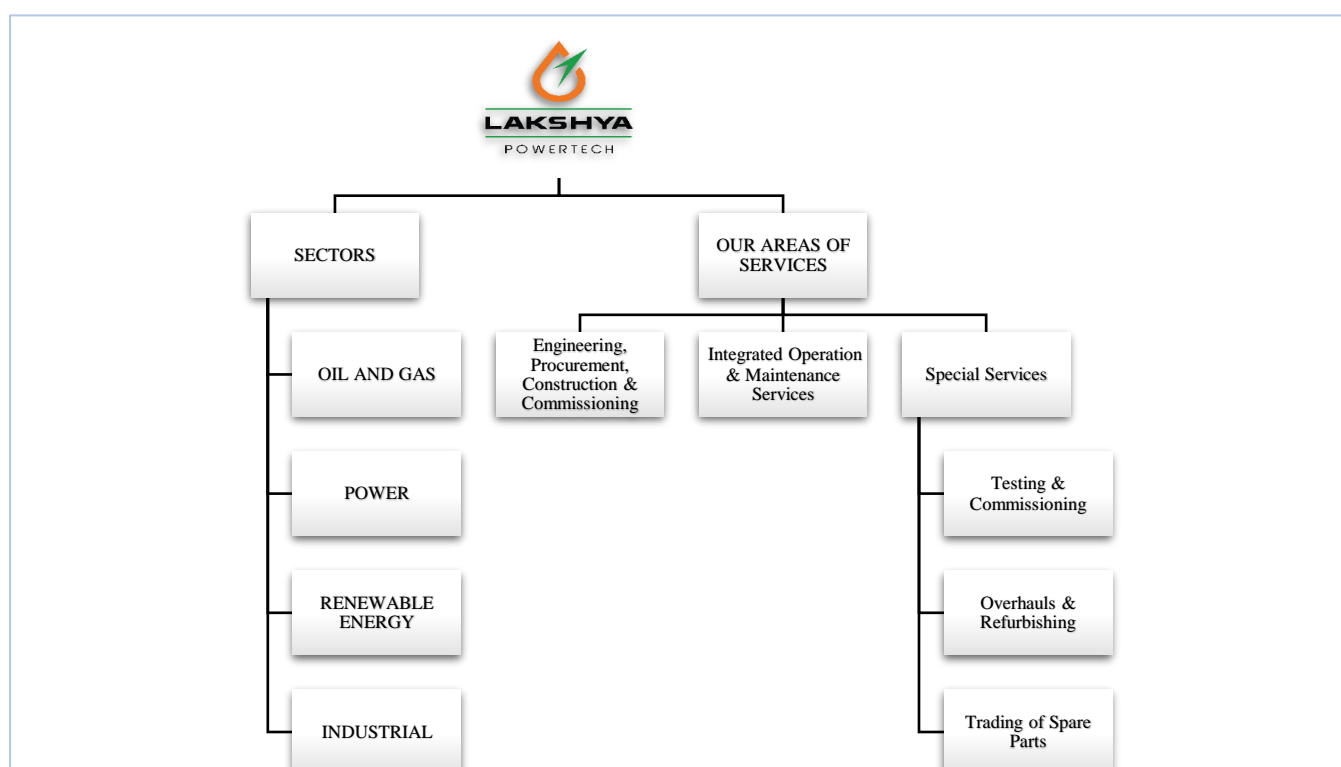 LAKSHYA
POWERTECH
SECTORS
OUR AREAS OF
SERVICES
OIL AND GAS
Engineering,
Procurement,
Construction &
Commissioning
Integrated Operation
& Maintenance
Services
Special Services
POWER
Testing &
Commissioning
RENEWABLE
ENERGY
Overhauls &
Refurbishing
INDUSTRIAL
Trading of Spare
Parts